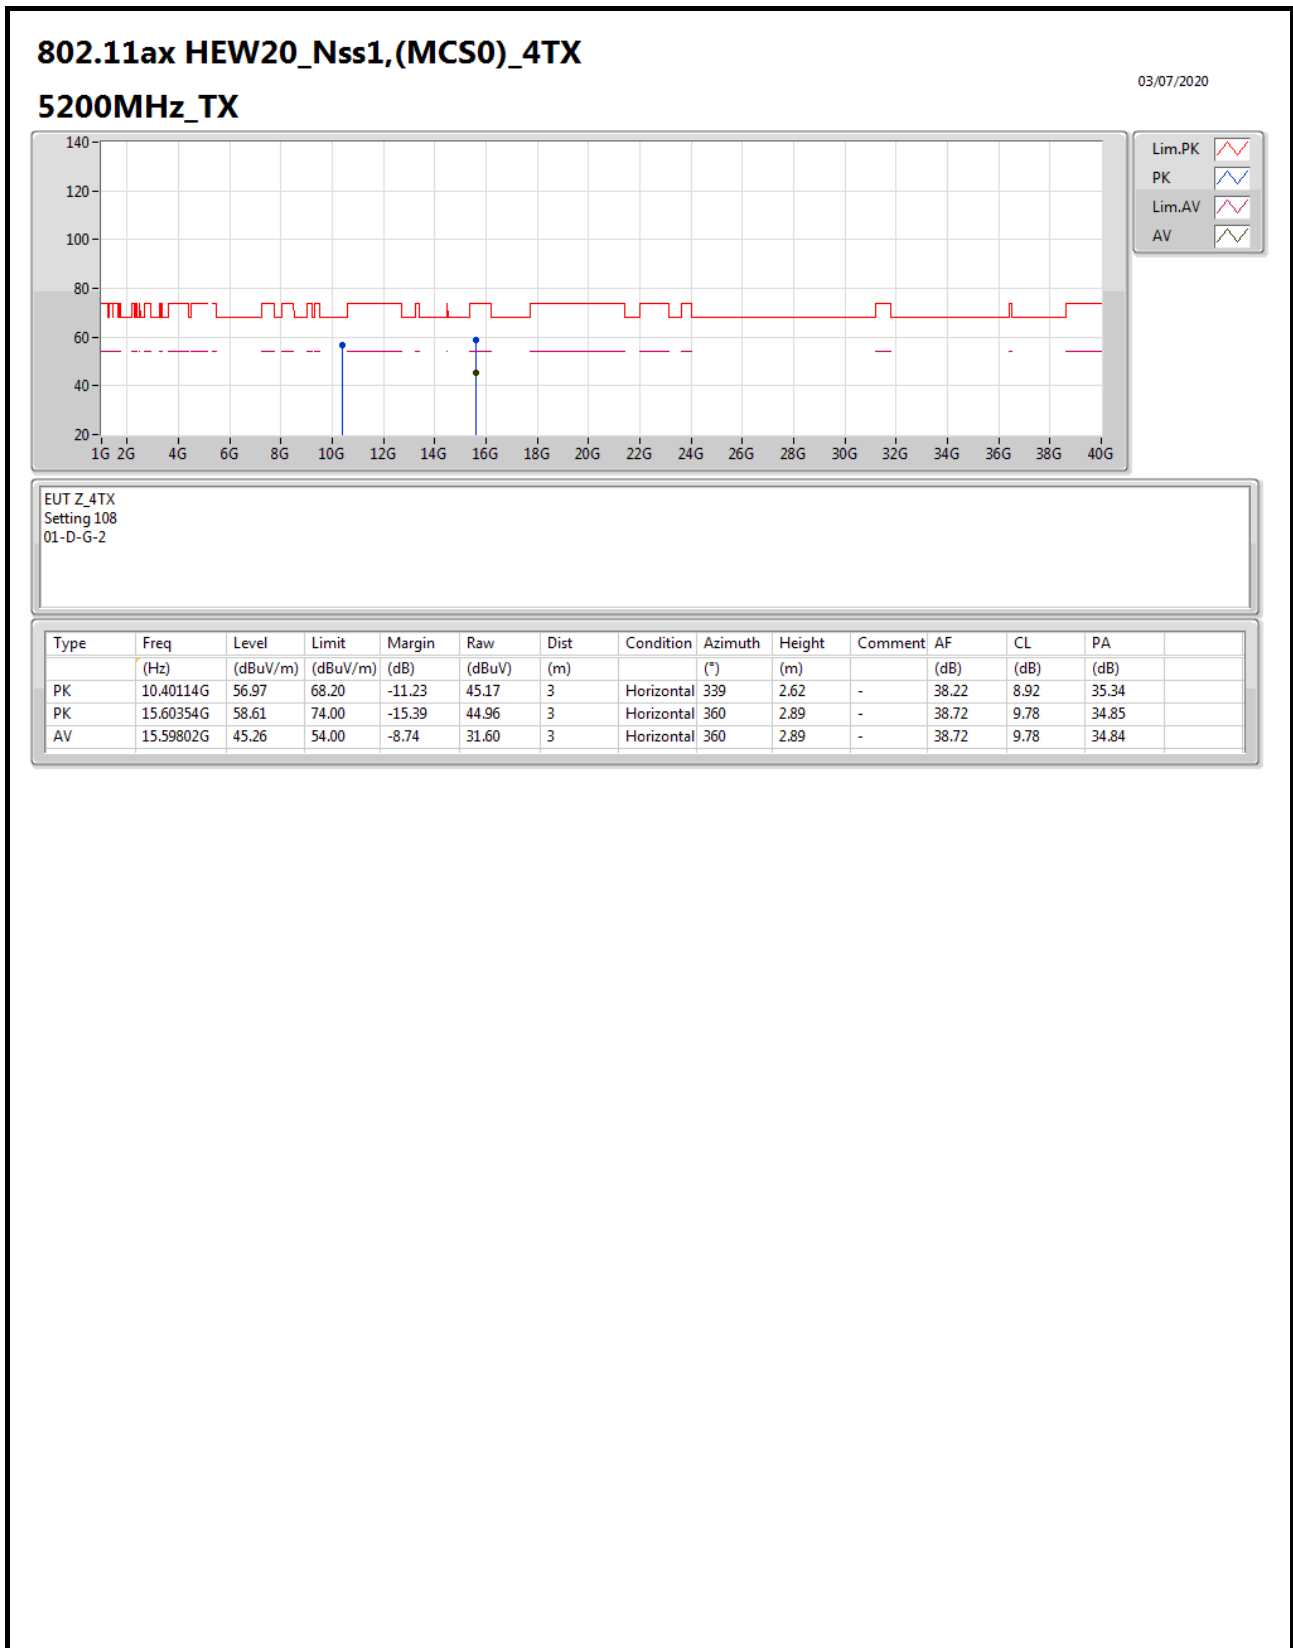 802.11ax HEW20_Nss1,(MCS0)_4TX
03/07/2020
5200MHz_TX
140
120
100
80
60
40
20
1G 2G 4G 6G 8G 10G 12G 14G 16G 18G 20G 22G 24G 26G 28G 30G 32G 34G 36G 38G 40G
Lim.PK
PK
Lim.AV
AV
EUT Z_4TX
Setting 108
01-D-G-2
Type Freq Level Limit Margin Raw Dist Condition Azimuth Height Comment AF CL PA
(Hz) (dBuV/m) (dBuV/m) (dB) (dBuV) (m) (°) (m) (dB) (dB) (dB)
PK 10.40114G 56.97 68.20 -11.23 45.17 3 Horizontal 339 2.62 - 38.22 8.92 35.34
PK 15.60354G 58.61 74.00 -15.39 44.96 3 Horizontal 360 2.89 - 38.72 9.78 34.85
AV 15.59802G 45.26 54.00 -8.74 31.60 3 Horizontal 360 2.89 - 38.72 9.78 34.84